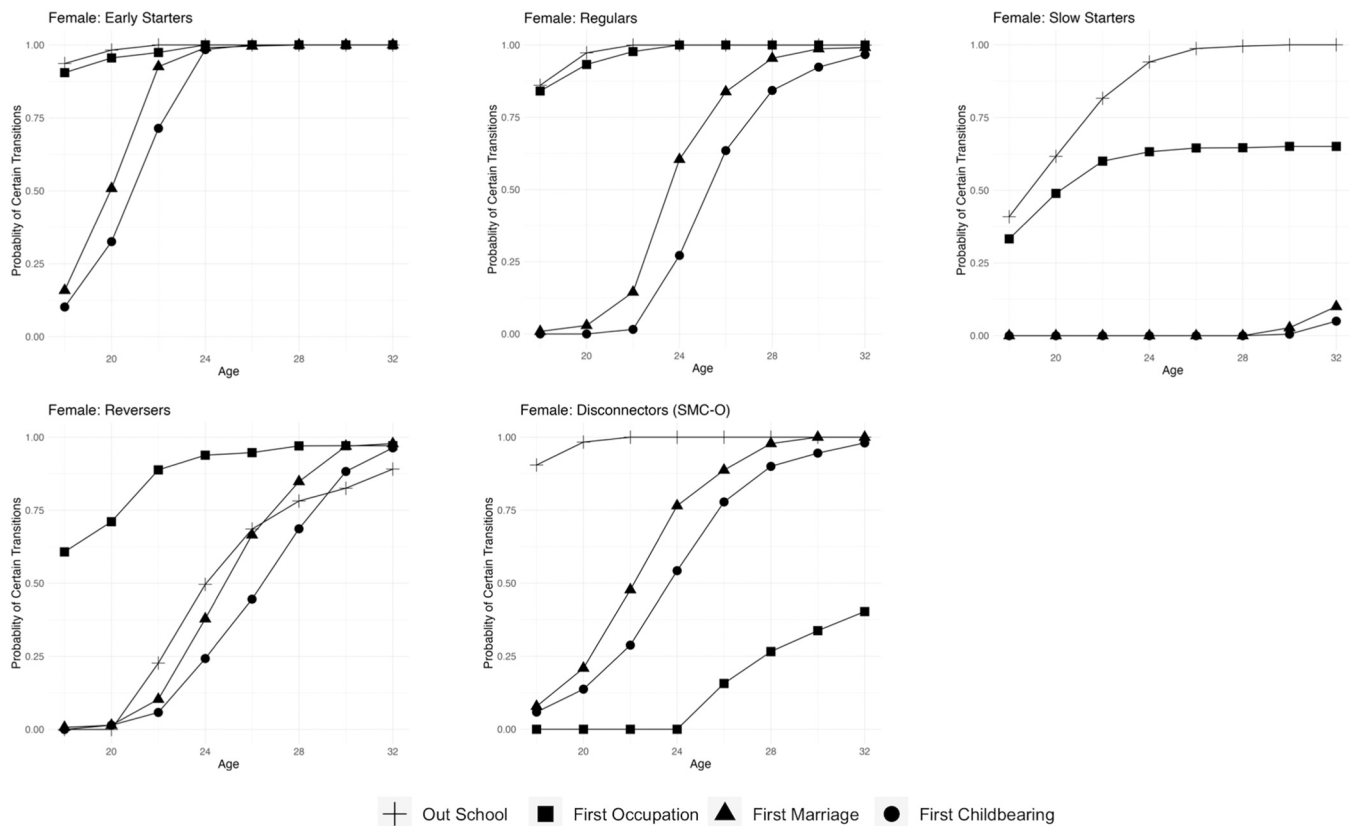 Female: Early Starters
Probablity of Certain Transitions
1.00
0.75
0.50
0.25
0.00
20
24
28
32
Age
Female: Regulars
Probablity of Certain Transitions
1.00
0.75
0.50
0.25
0.00
20
24
28
32
Age
Female: Slow Starters
Probablity of Certain Transitions
1.00
0.75
0.50
0.25
0.00
20
24
28
32
Age
Female: Reversers
Probablity of Certain Transitions
1.00
0.75
0.50
0.25
0.00
20
24
28
32
Age
Female: Disconnectors (SMC-O)
Probablity of Certain Transitions
1.00
0.75
0.50
0.25
0.00
20
24
28
32
Age
Out School First Occupation First Marriage First Childbearing